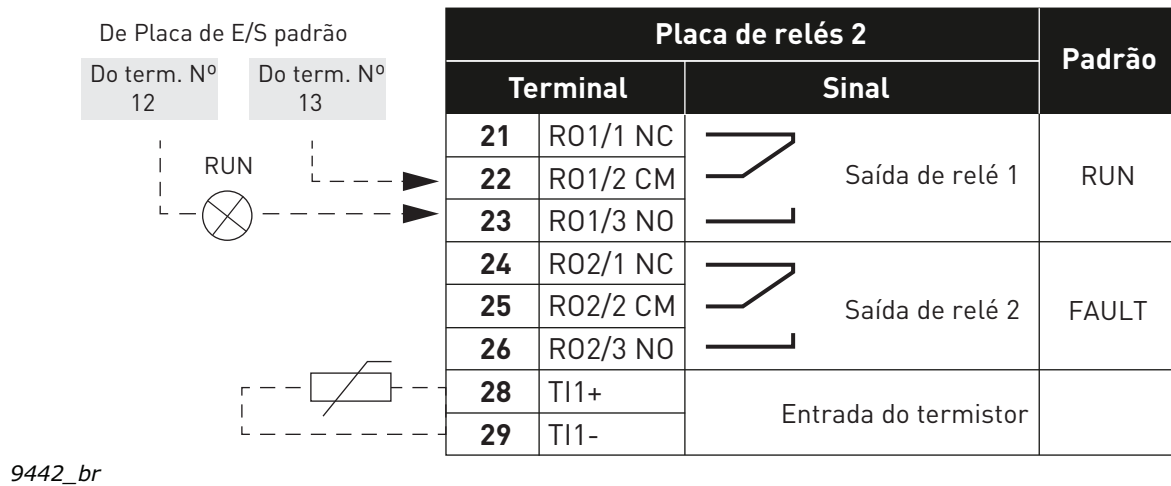 De Placa de E/S padrão
Do term. Nº
12
Do term. Nº
13
RUN
Placa de relés 2
Padrão
Terminal
Sinal
21 RO1/1 NC
22 RO1/2 CM Saída de relé 1 RUN
23 RO1/3 NO
24 RO2/1 NC
25 RO2/2 CM Saída de relé 2 FAULT
26 RO2/3 NO
28 TI1+
Entrada do termistor
29 TI1-
9442_br